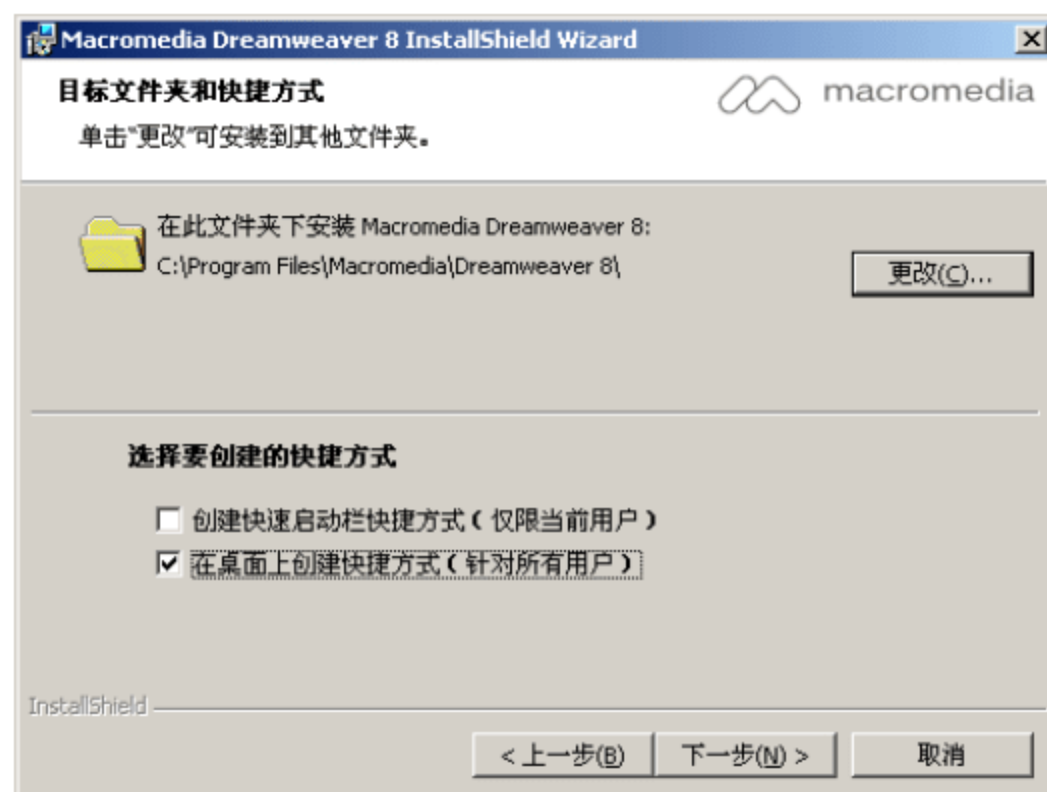 Macromedia Dreamweaver 8 InstallShield Wizard
目标文件夹和快捷方式
macromedia
单击"更改"可安装到其他文件夹。
在此文件夹下安装 Macromedia Dreamweaver 8:
C:\Program Files\Macromedia\Dreamweaver 8\
更改(C)...
选择要创建的快捷方式
创建快速启动栏快捷方式(仅限当前用户)
在桌面上创建快捷方式(针对所有用户)
InstallShield
< 上一步(B) 下一步(N) > 取消